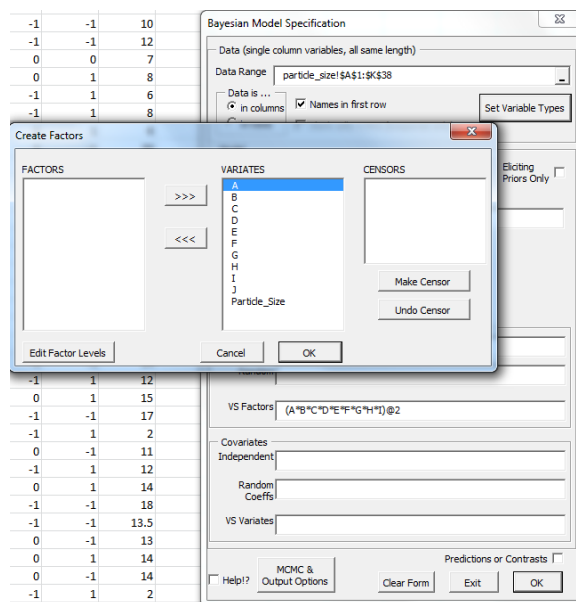 -1 -1 10
-1 -1 12
0 0 7
0 1 8
-1 1 6
-1 1 8
Bayesian Model Specification
Data (single column variables, all same length)
Data Range particle_size!$A$1:$K$38
Data is ...
in columns
Names in first row
Set Variable Types
Eliciting
Priors Only
Create Factors
FACTORS
VARIATES
CENSORS
>>>
<<<
A
B
C
D
E
F
G
H
I
J
Particle_Size
Make Censor
Undo Censor
Edit Factor Levels
Cancel
OK
-1 1 12
0 1 15
-1 -1 17
-1 1 2
0 -1 11
-1 1 12
0 1 14
-1 -1 18
-1 -1 13.5
0 -1 13
0 1 14
0 -1 14
-1 1 2
VS Factors (A*B*C*D*E*F*G*H*I)@2
Covariates
Independent
Random
Coeffs
VS Variates
Predictions or Contrasts
Help!?
MCMC &
Output Options
Clear Form
Exit
OK